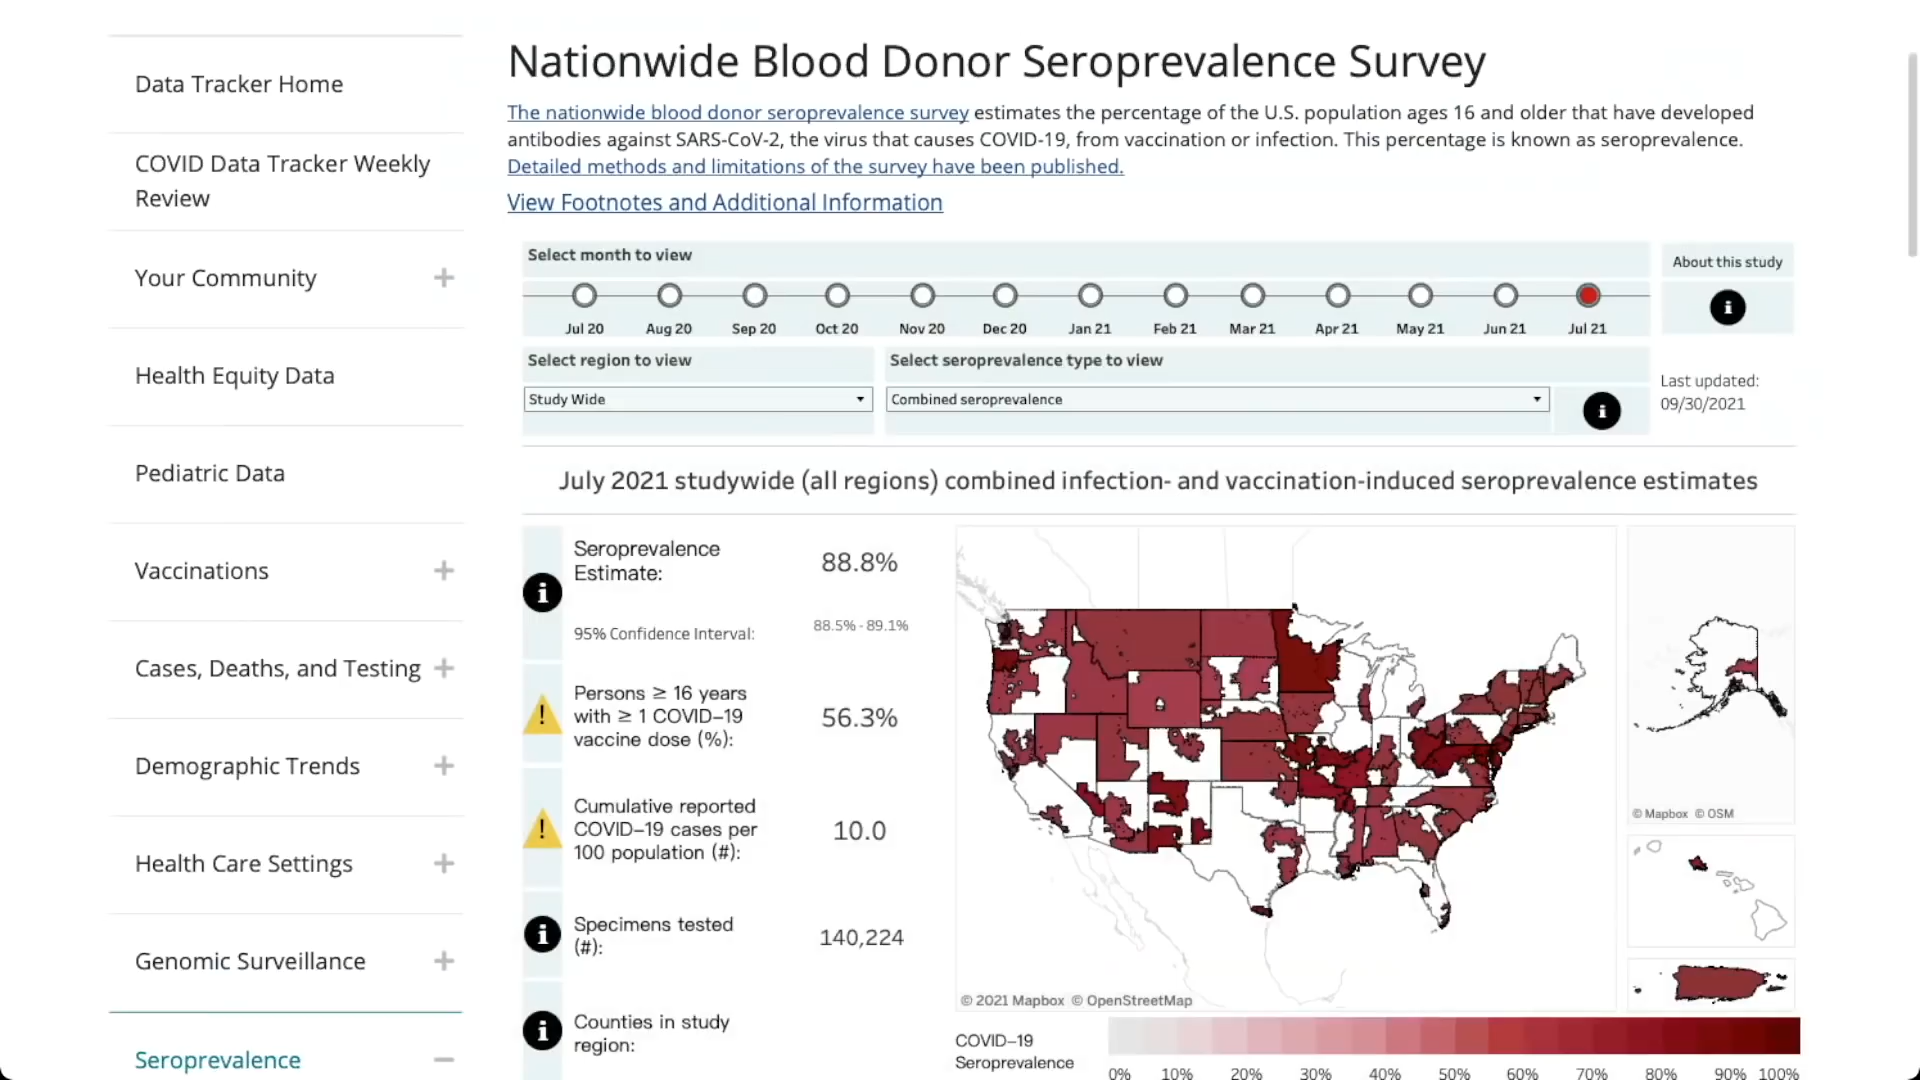 Data Tracker Home
COVID Data Tracker Weekly
Review
Your Community
Health Equity Data
Pediatric Data
Vaccinations
Cases, Deaths, and Testing
Demographic Trends
Health Care Settings
Genomic Surveillance
Seroprevalence
Nationwide Blood Donor Seroprevalence Survey
The nationwide blood donor seroprevalence survey estimates the percentage of the U.S. population ages 16 and older that have developed
antibodies against SARS-CoV-2, the virus that causes COVID-19, from vaccination or infection. This percentage is known as seroprevalence.
Detailed methods and limitations of the survey have been published.
View Footnotes and Additional Information
Select month to view
Jul 20 Aug 20 Sep 20 Oct 20 Nov 20 Dec 20 Jan 21 Feb 21 Mar 21 Apr 21 May 21 Jun 21 Jul 21
About this study
Select region to view
Study Wide
Select seroprevalence type to view
Combined seroprevalence
Last updated:
09/30/2021
July 2021 studywide (all regions) combined infection- and vaccination-induced seroprevalence estimates
Seroprevalence
Estimate:
88.8%
95% Confidence Interval:
88.5% - 89.1%
Persons ≥ 16 years
with ≥ 1 COVID–19
vaccine dose (%):
56.3%
Cumulative reported
COVID–19 cases per
100 population (#):
10.0
Specimens tested
(#):
140,224
Counties in study
region:
© 2021 Mapbox © OpenStreetMap
© Mapbox © OSM
COVID–19
Seroprevalence
0% 10% 20% 30% 40% 50% 60% 70% 80% 90% 100%